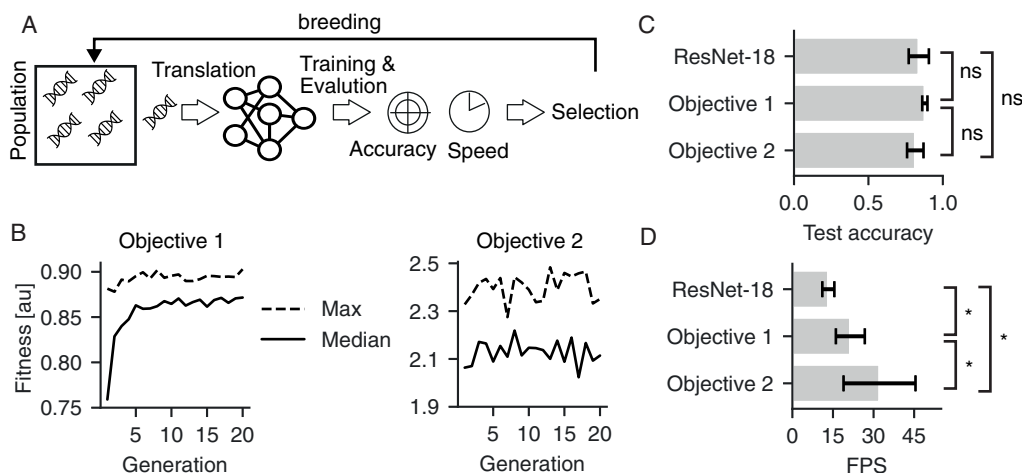 A
breeding
Population
Translation
Training &
Evalution
Accuracy
Speed
Selection
B
Objective 1
Fitness [au]
0.90
0.85
0.80
0.75
5 10 15 20
Generation
Max
Median
Objective 2
2.5
2.3
2.1
1.9
5 10 15 20
Generation
C
ResNet-18
Objective 1
Objective 2
ns
ns
ns
0.0 0.5 1.0
Test accuracy
D
ResNet-18
Objective 1
Objective 2
*
*
*
0 15 30 45
FPS